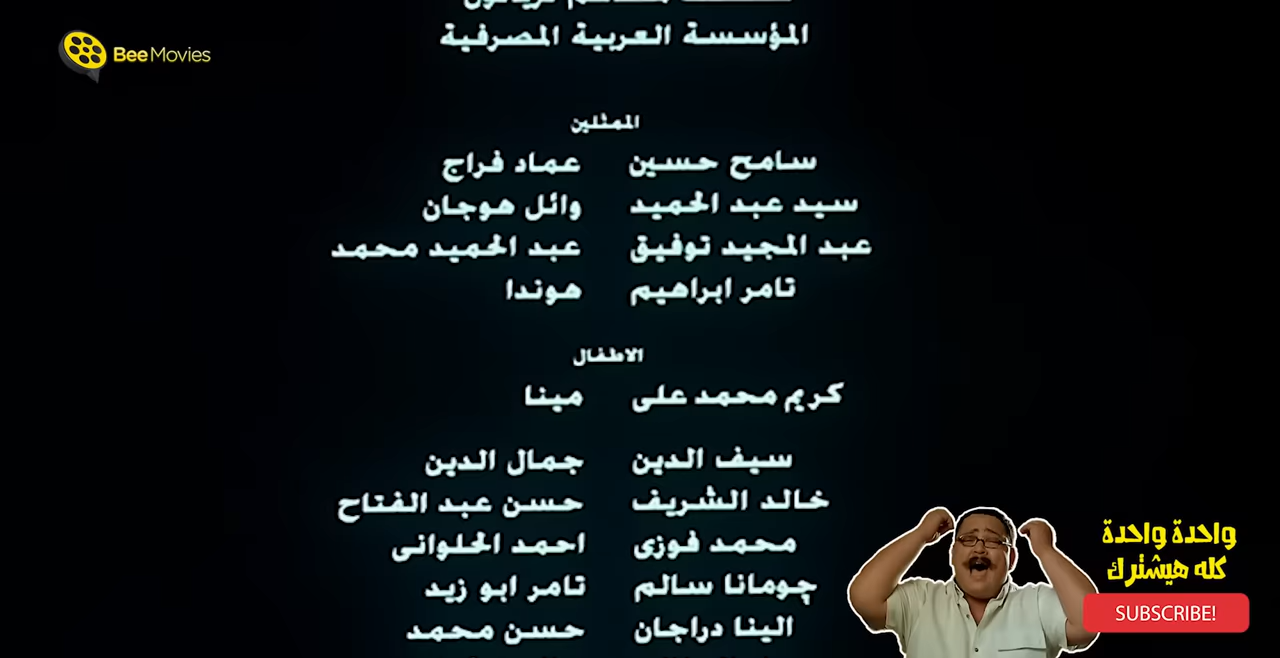 BeeMovies
المؤسسة العربية المصرفية
الممثلين
سامح حسين عماد فراج
سيد عبد الحميد وائل هوجان
عبد المجيد توفيق عبد الحميد محمد
تامر ابراهيم هوندا
الاطفال
كريم محمد على مينا
سيف الدين جمال الدين
خالد الشريف حسن عبد الفتاح
محمد فوزى احمد الحلوانى
چومانا سالم تامر ابو زيد
الينا دراجان حسن محمد
واحدة واحدة
كله هيشترك
SUBSCRIBE!